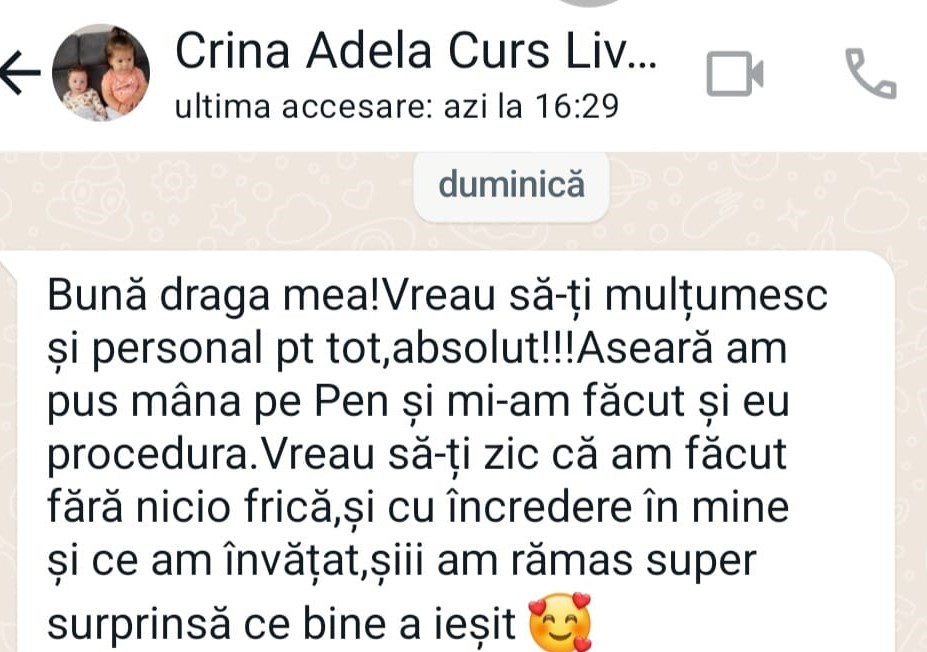 Crina Adela Curs Liv...
ultima accesare: azi la 16:29
duminică
Bună draga mea!Vreau să-ți mulțumesc
și personal pt tot,absolut!!!Aseară am
pus mâna pe Pen și mi-am făcut și eu
procedura.Vreau să-ți zic că am făcut
fără nicio frică,și cu încredere în mine
și ce am învățat,șiii am rămas super
surprinsă ce bine a ieșit 🥰